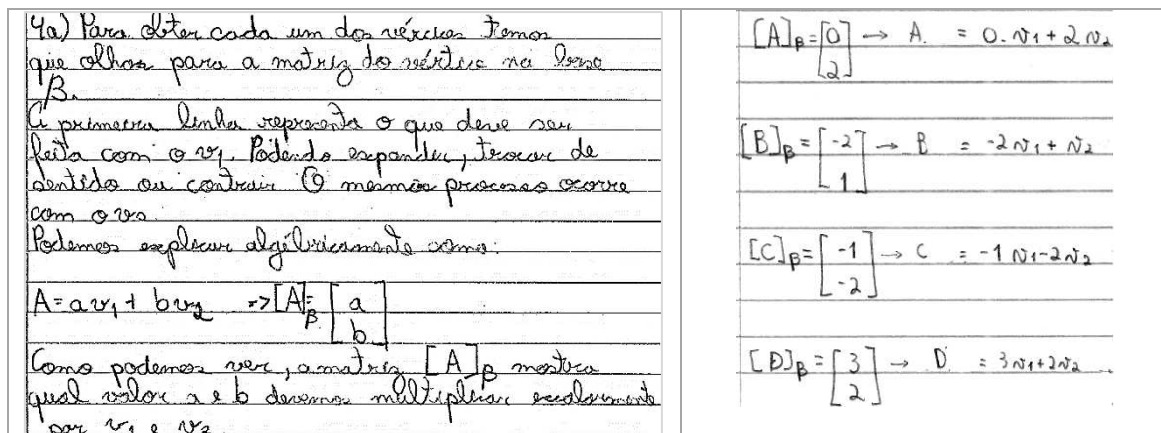 4a) Para obter cada um dos vércices temos
que olhar para a matriz do vértice na base
β.
A primeira linha representa o que deve ser
feita com o v₁. Podendo expandir, trocar de
sentido ou contrair. O mesmo processo ocorre
com o v₂.
Podemos explicar algébricamente como:
A = av₁ + bv₂ => [A]β = [a b]
Como podemos ver, a matriz [A]β mostra
qual valor a e b devemos multiplicar escalarmente
por v₁ e v₂.
[A]β = [0 2] → A = 0.v₁ + 2v₂
[B]β = [-2 1] → B = -2v₁ + v₂
[C]β = [-1 -2] → C = -1v₁ - 2v₂
[D]β = [3 2] → D = 3v₁ + 2v₂